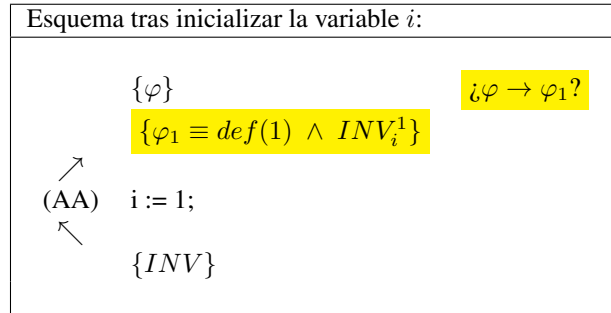 Esquema tras inicializar la variable i:
{φ} ¿φ → φ₁?
{φ₁ ≡ def(1) ∧ INV_i^1}
(AA) i := 1;
{INV}